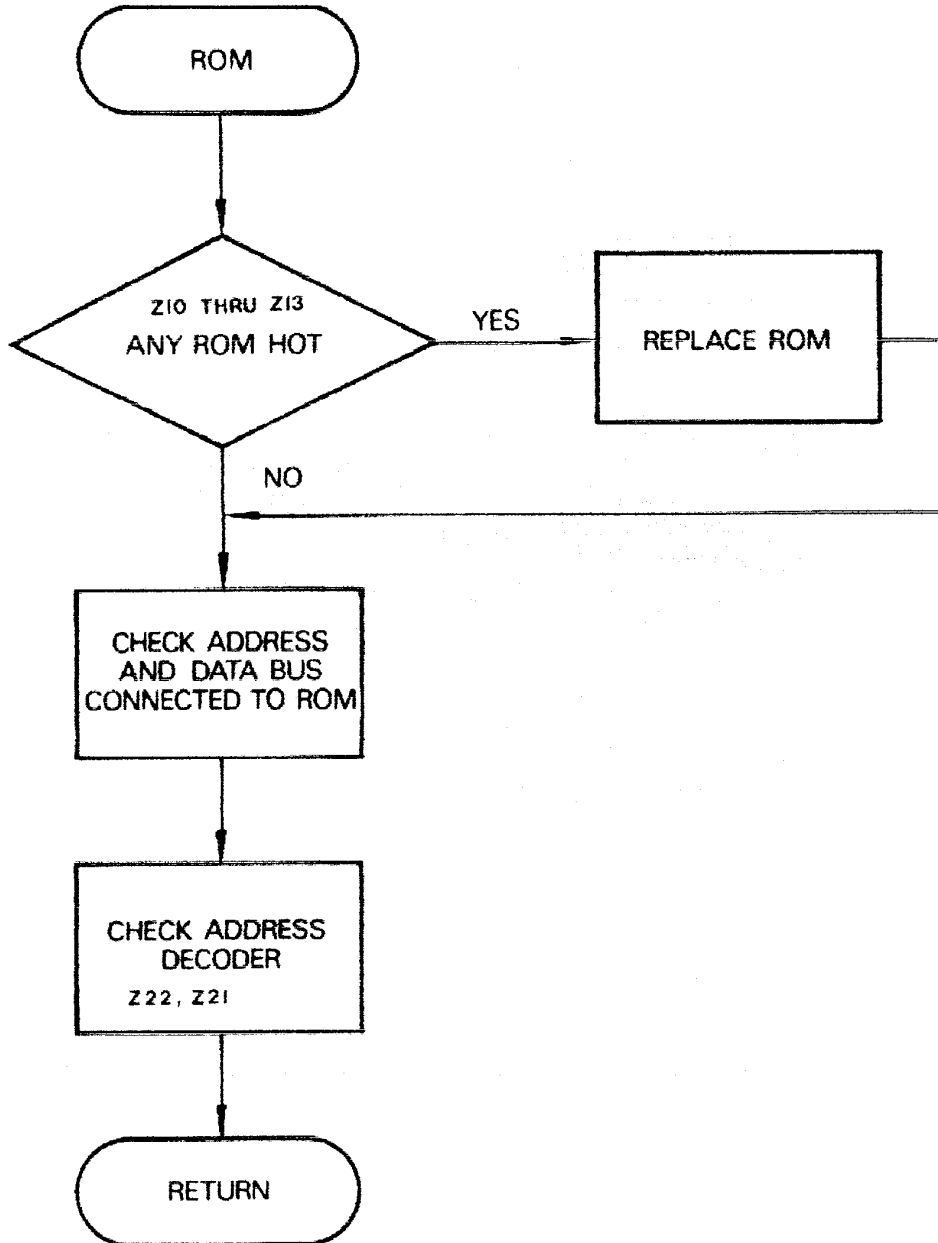 ROM
Z10 THRU Z13
ANY ROM HOT
YES
REPLACE ROM
NO
CHECK ADDRESS
AND DATA BUS
CONNECTED TO ROM
CHECK ADDRESS
DECODER
Z22, Z21
RETURN